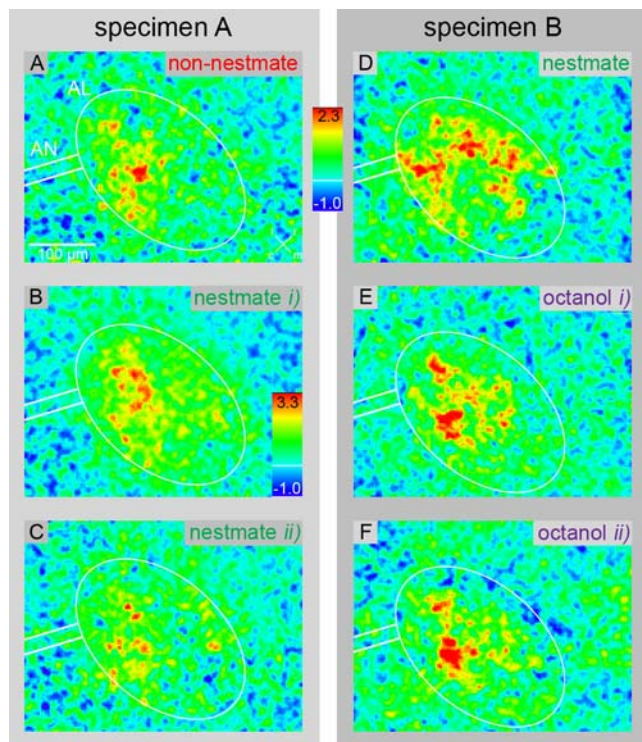 specimen A
specimen B
A
non-nestmate
AL
AN
100 µm
2.3
-1.0
D
nestmate
B
nestmate i)
3.3
-1.0
E
octanol i)
C
nestmate ii)
F
octanol ii)